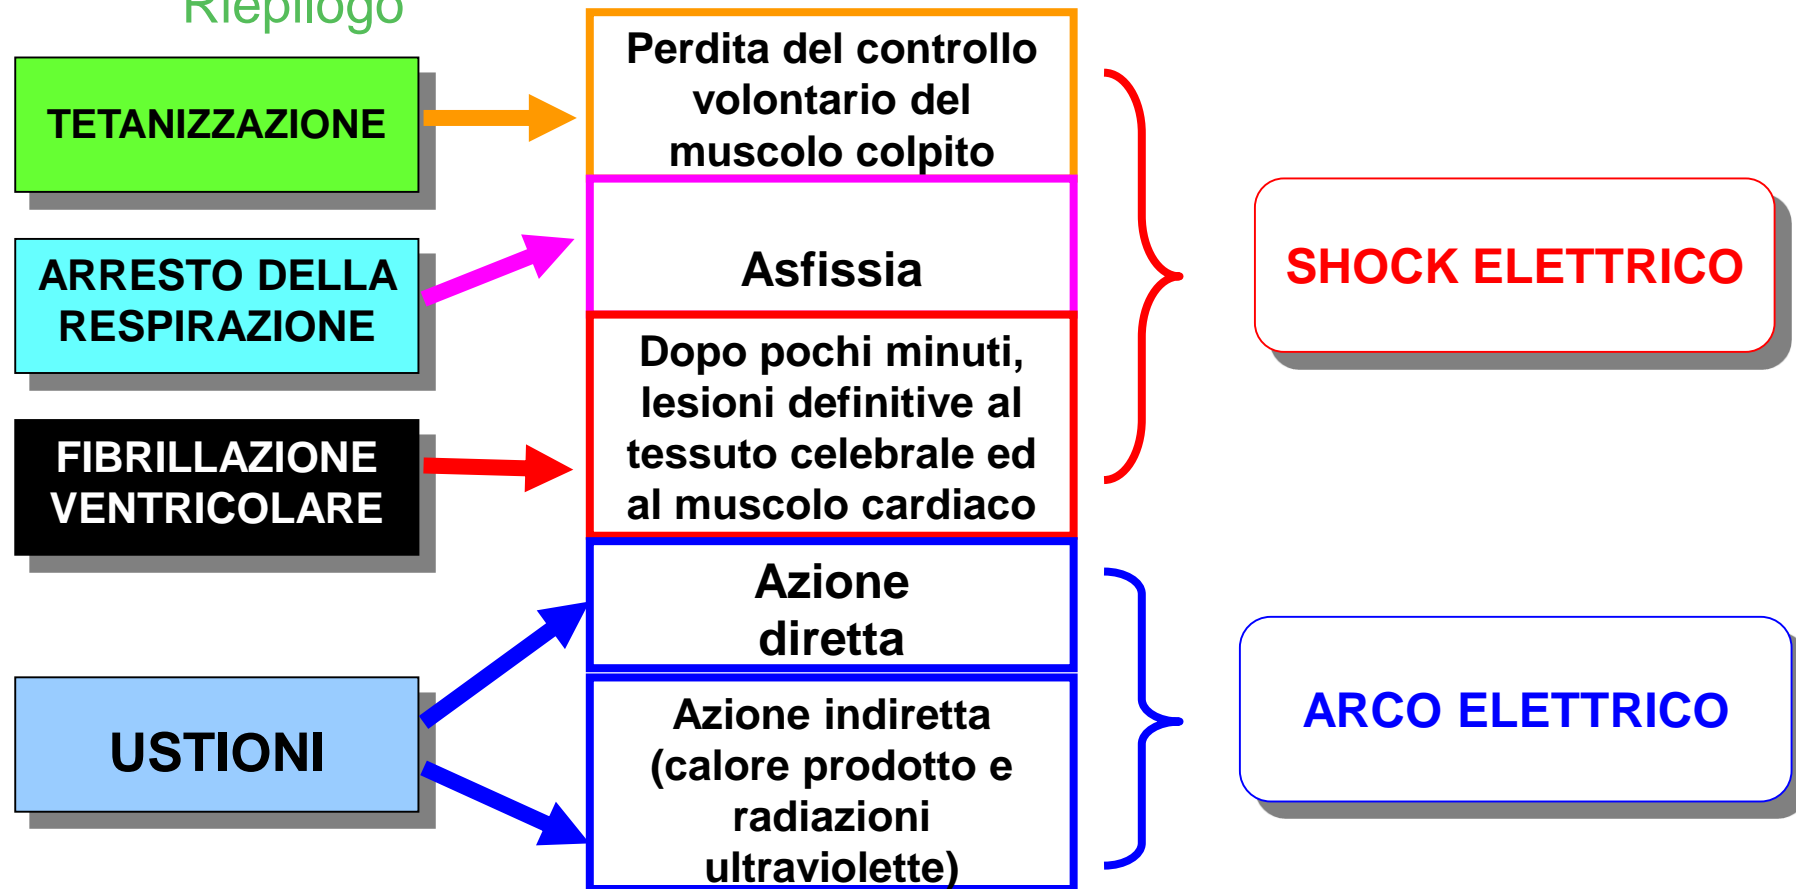 Riepilogo
TETANIZZAZIONE
Perdita del controllo
volontario del
muscolo colpito
ARRESTO DELLA
RESPIRAZIONE
Asfissia
SHOCK ELETTRICO
FIBRILLAZIONE
VENTRICOLARE
Dopo pochi minuti,
lesioni definitive al
tessuto celebrale ed
al muscolo cardiaco
USTIONI
Azione
diretta
Azione indiretta
(calore prodotto e
radiazioni
ultraviolette)
ARCO ELETTRICO